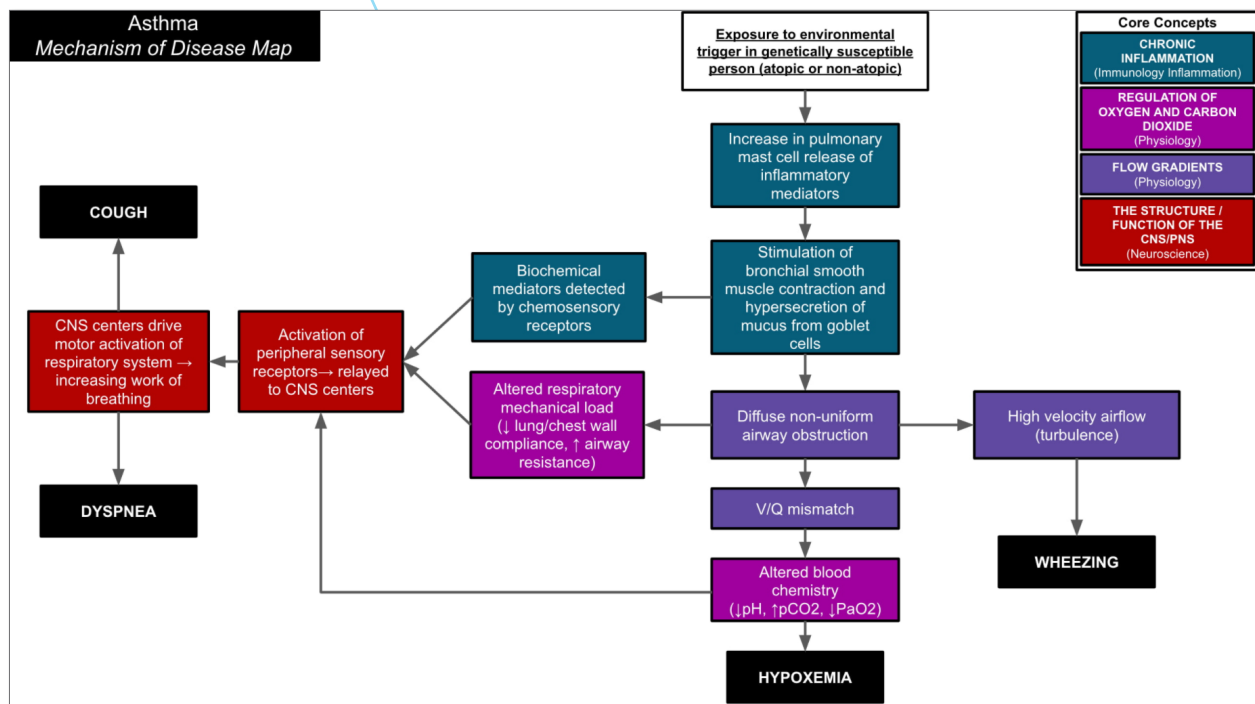 Asthma
Mechanism of Disease Map
Exposure to environmental
trigger in genetically susceptible
person (atopic or non-atopic)
Core Concepts
CHRONIC
INFLAMMATION
(Immunology Inflammation)
REGULATION OF
OXYGEN AND CARBON
DIOXIDE
(Physiology)
FLOW GRADIENTS
(Physiology)
THE STRUCTURE /
FUNCTION OF THE
CNS/PNS
(Neuroscience)
Increase in pulmonary
mast cell release of
inflammatory
mediators
COUGH
Biochemical
mediators detected
by chemosensory
receptors
Stimulation of
bronchial smooth
muscle contraction and
hypersecretion of
mucus from goblet
cells
CNS centers drive
motor activation of
respiratory system →
increasing work of
breathing
Activation of
peripheral sensory
receptors→ relayed
to CNS centers
Altered respiratory
mechanical load
(↓ lung/chest wall
compliance, ↑ airway
resistance)
Diffuse non-uniform
airway obstruction
High velocity airflow
(turbulence)
DYSPNEA
V/Q mismatch
WHEEZING
Altered blood
chemistry
(↓pH, ↑pCO2, ↓PaO2)
HYPOXEMIA